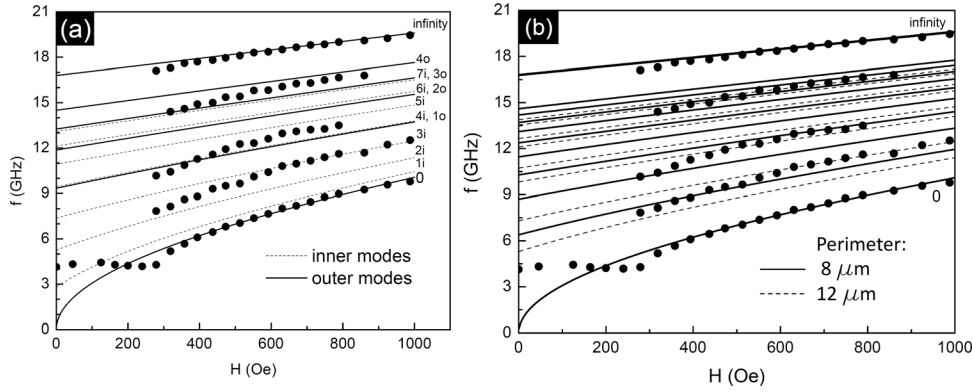 (a)
21
18
15
12
9
6
3
0
f (GHz)
0 200 400 600 800 1000
H (Oe)
infinity
4o
7i, 3o
6i, 2o
5i
4i, 1o
3i
2i
1i
0
inner modes
outer modes
(b)
21
18
15
12
9
6
3
0
f (GHz)
0 200 400 600 800 1000
H (Oe)
infinity
0
Perimeter:
8 μm
12 μm